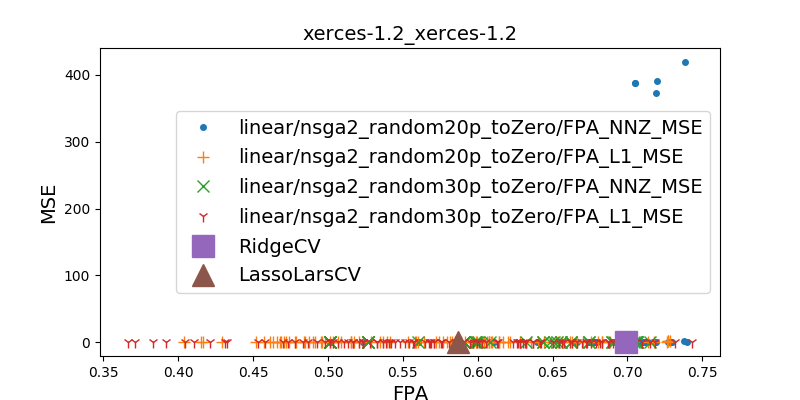 xerces-1.2_xerces-1.2
MSE
400
300
200
100
0
linear/nsga2_random20p_toZero/FPA_NNZ_MSE
linear/nsga2_random20p_toZero/FPA_L1_MSE
linear/nsga2_random30p_toZero/FPA_NNZ_MSE
linear/nsga2_random30p_toZero/FPA_L1_MSE
RidgeCV
LassoLarsCV
0.35 0.40 0.45 0.50 0.55 0.60 0.65 0.70 0.75
FPA